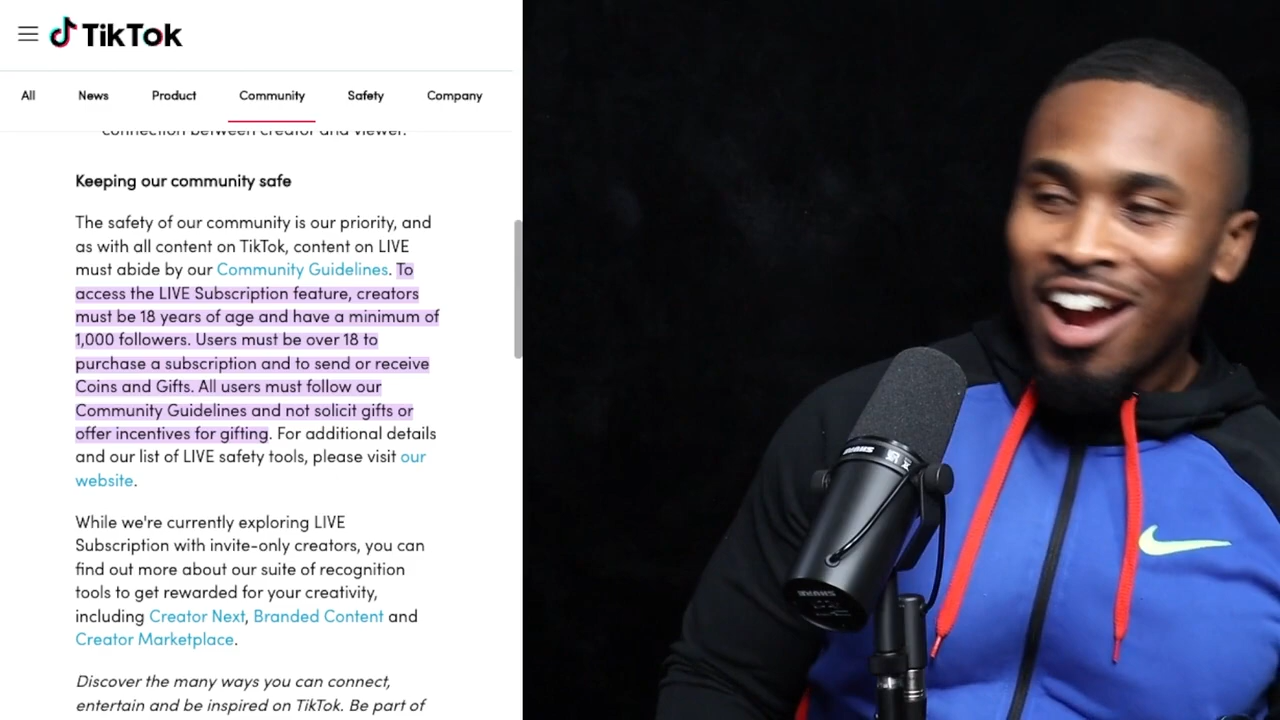 TikTok
All News Product Community Safety Company
connection between creator and viewer.
Keeping our community safe
The safety of our community is our priority, and
as with all content on TikTok, content on LIVE
must abide by our Community Guidelines. To
access the LIVE Subscription feature, creators
must be 18 years of age and have a minimum of
1,000 followers. Users must be over 18 to
purchase a subscription and to send or receive
Coins and Gifts. All users must follow our
Community Guidelines and not solicit gifts or
offer incentives for gifting. For additional details
and our list of LIVE safety tools, please visit our
website.
While we're currently exploring LIVE
Subscription with invite-only creators, you can
find out more about our suite of recognition
tools to get rewarded for your creativity,
including Creator Next, Branded Content and
Creator Marketplace.
Discover the many ways you can connect,
entertain and be inspired on TikTok. Be part of
SHURE